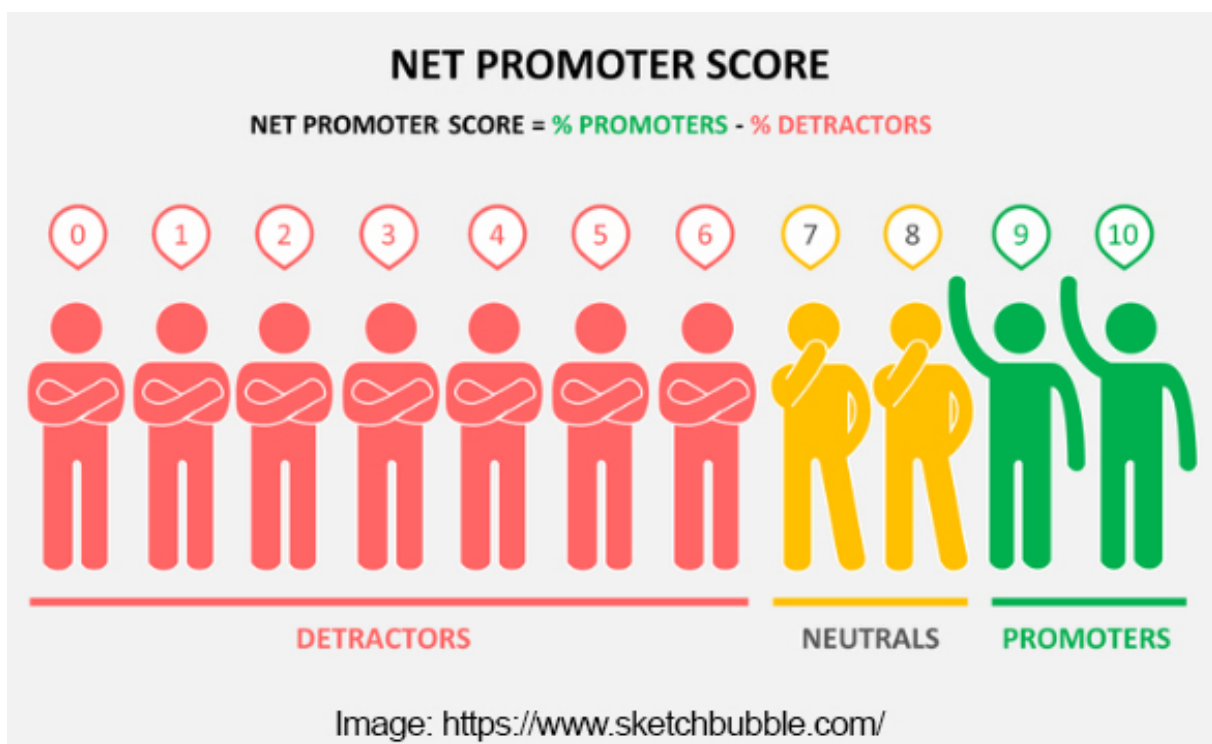 NET PROMOTER SCORE
NET PROMOTER SCORE = % PROMOTERS - % DETRACTORS
0 1 2 3 4 5 6 7 8 9 10
DETRACTORS NEUTRALS PROMOTERS
Image: https://www.sketchbubble.com/